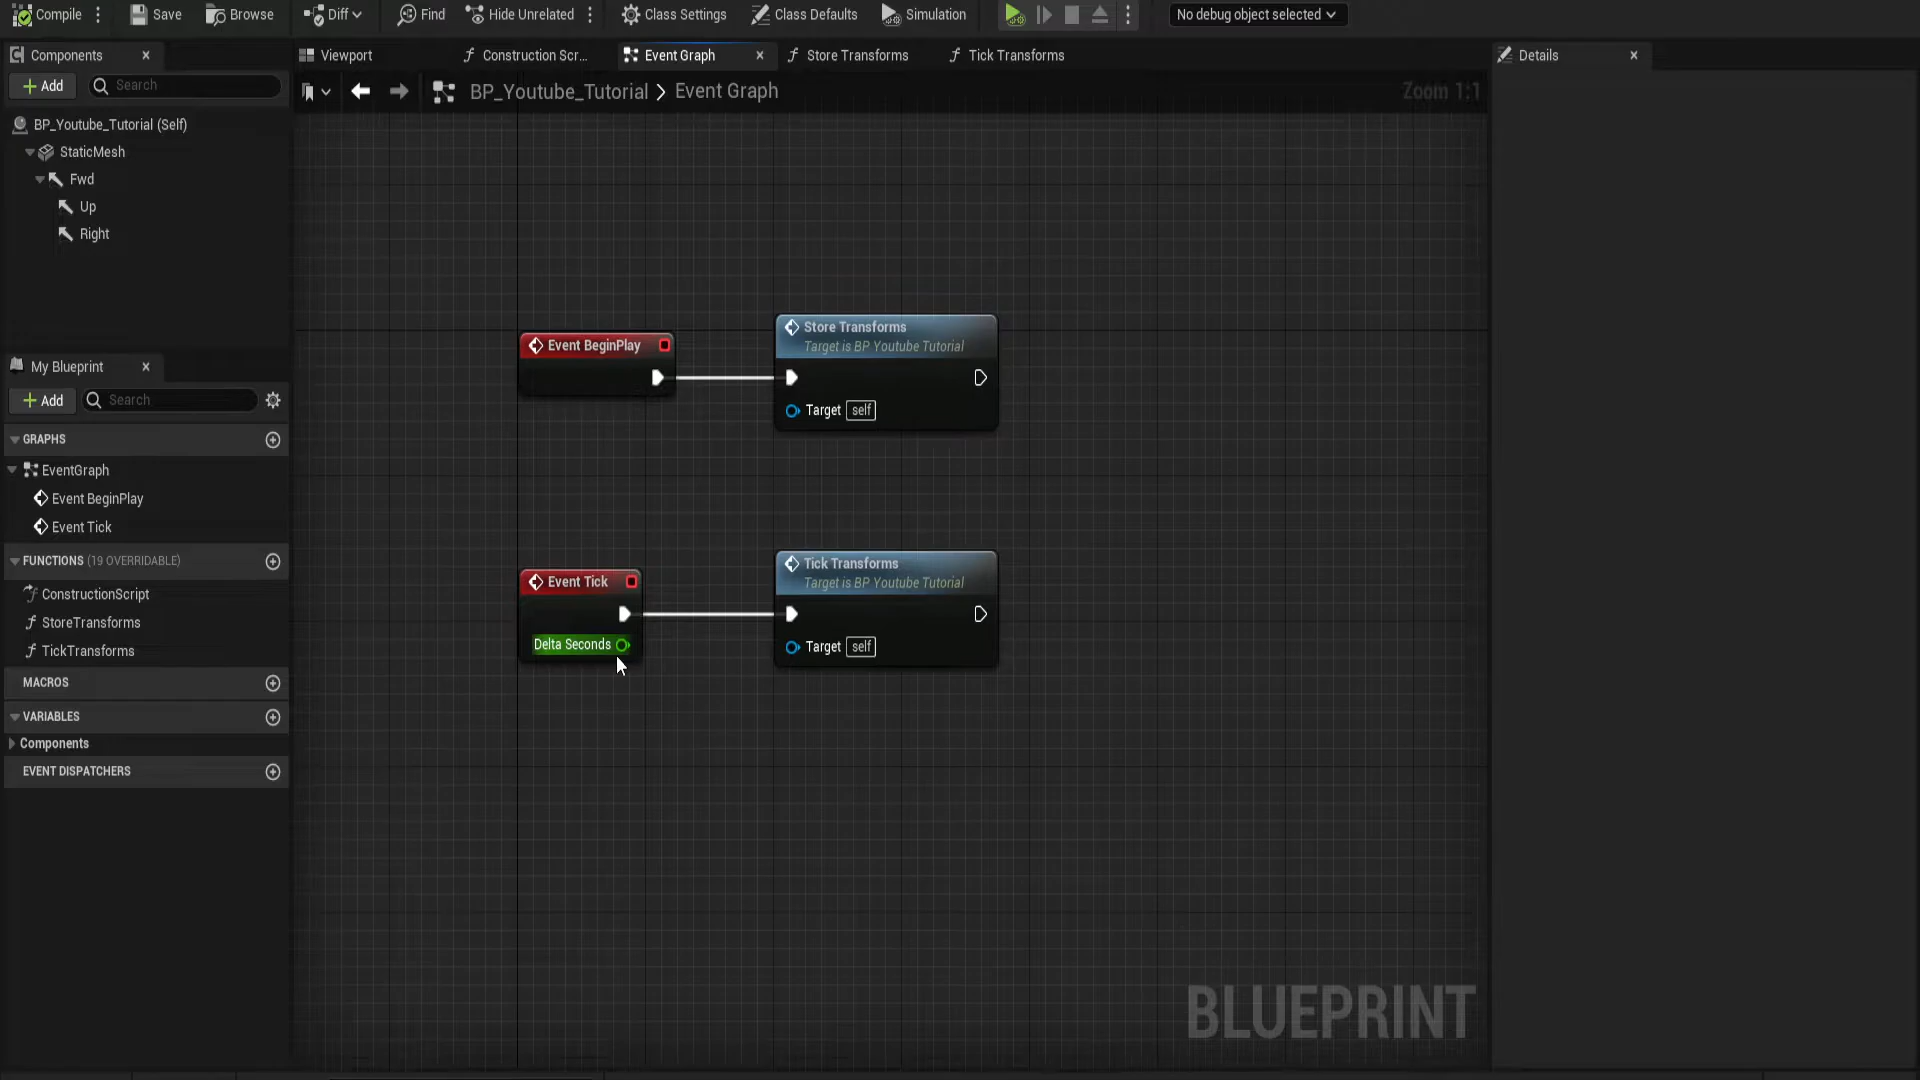 Compile Save Browse Diff Find Hide Unrelated Class Settings Class Defaults Simulation No debug object selected
Components Viewport Construction Scr... Event Graph Store Transforms Tick Transforms Details
Add Search
BP_Youtube_Tutorial > Event Graph
Zoom 1:1
BP_Youtube_Tutorial (Self)
StaticMesh
Fwd
Up
Right
My Blueprint
Add Search
GRAPHS
EventGraph
Event BeginPlay
Event Tick
FUNCTIONS (19 OVERRIDABLE)
ConstructionScript
StoreTransforms
TickTransforms
MACROS
VARIABLES
Components
EVENT DISPATCHERS
Event BeginPlay
Store Transforms
Target is BP Youtube Tutorial
Target self
Event Tick
Delta Seconds
Tick Transforms
Target is BP Youtube Tutorial
Target self
BLUEPRINT